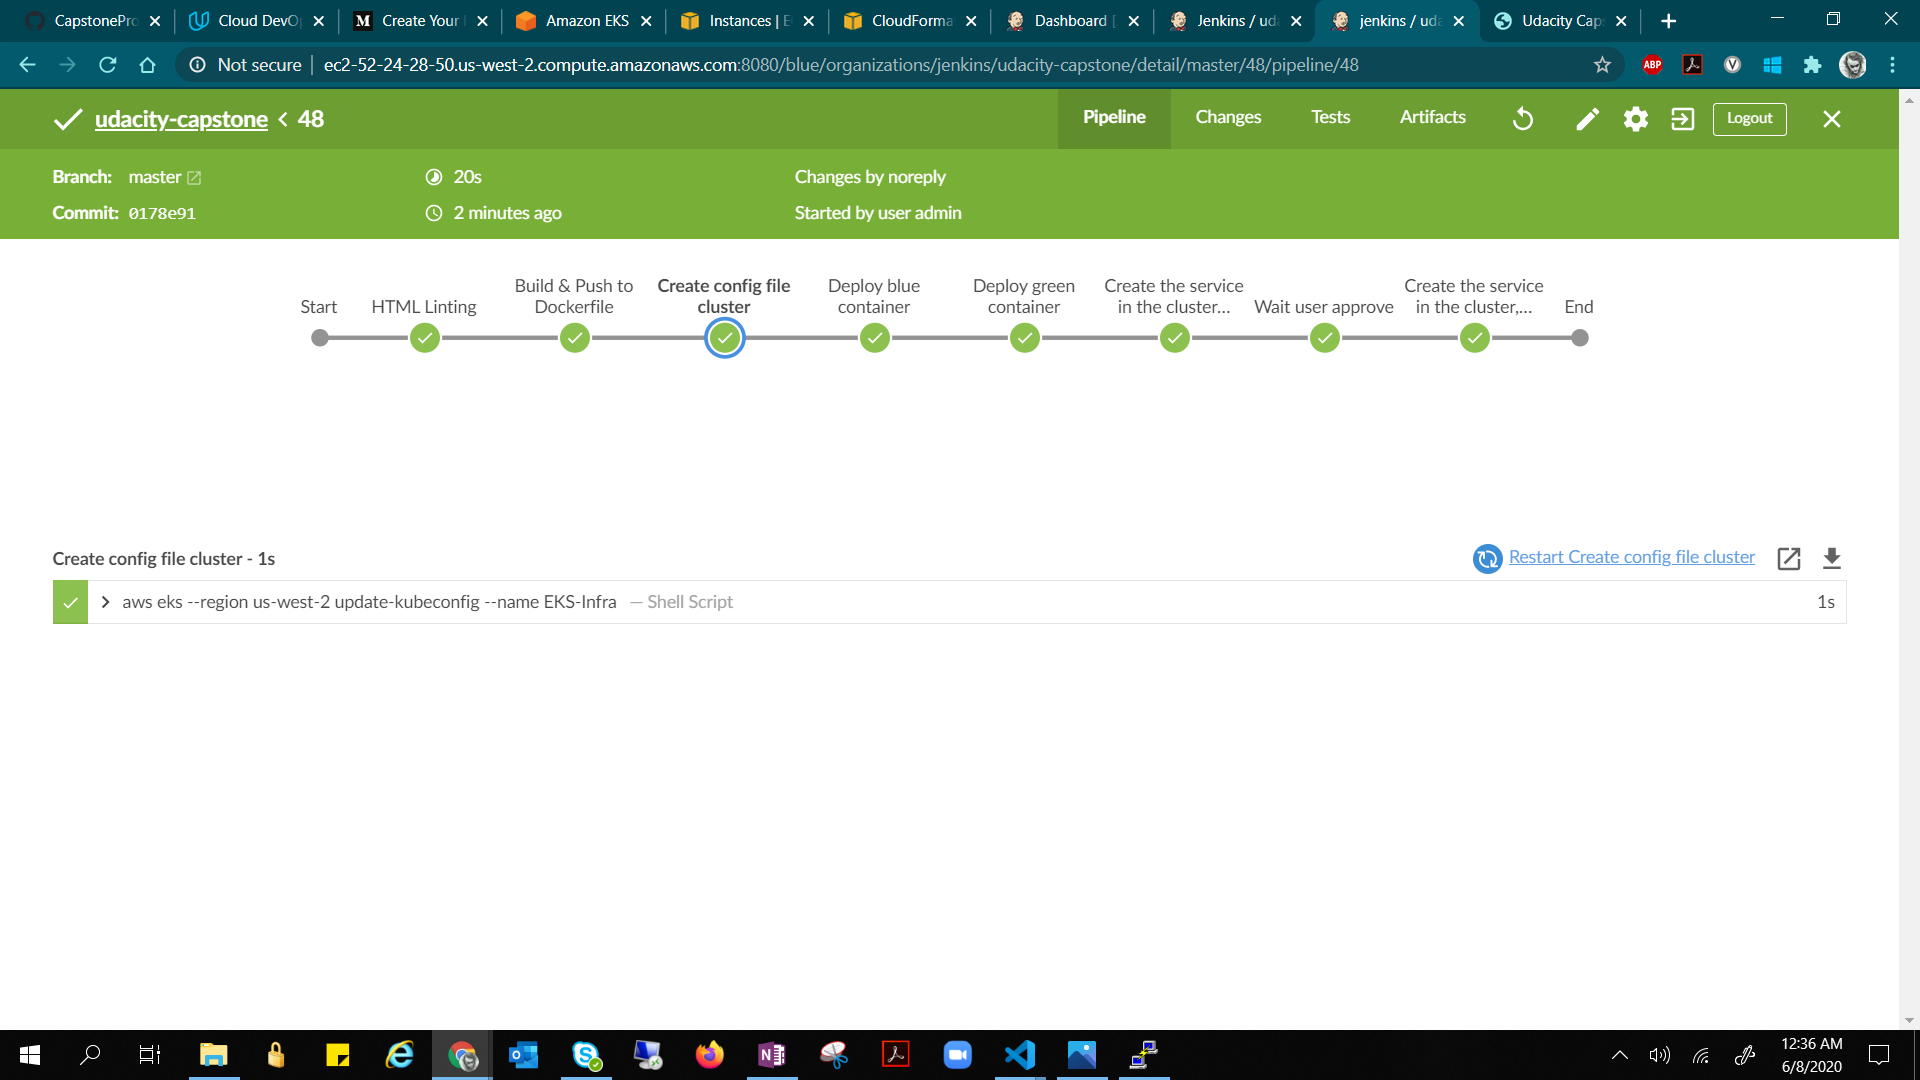 CapstonePro
Cloud DevOp
Create Your
Amazon EKS
Instances | E
CloudForma
Dashboard [
Jenkins / uda
jenkins / uda
Udacity Cap
Not secure
ec2-52-24-28-50.us-west-2.compute.amazonaws.com:8080/blue/organizations/jenkins/udacity-capstone/detail/master/48/pipeline/48
ABP
udacity-capstone < 48
Pipeline
Changes
Tests
Artifacts
Logout
Branch: master
20s
Changes by noreply
Commit: 0178e91
2 minutes ago
Started by user admin
Start
HTML Linting
Build & Push to
Dockerfile
Create config file
cluster
Deploy blue
container
Deploy green
container
Create the service
in the cluster...
Wait user approve
Create the service
in the cluster,...
End
Create config file cluster - 1s
Restart Create config file cluster
aws eks --region us-west-2 update-kubeconfig --name EKS-Infra — Shell Script
1s
12:36 AM
6/8/2020